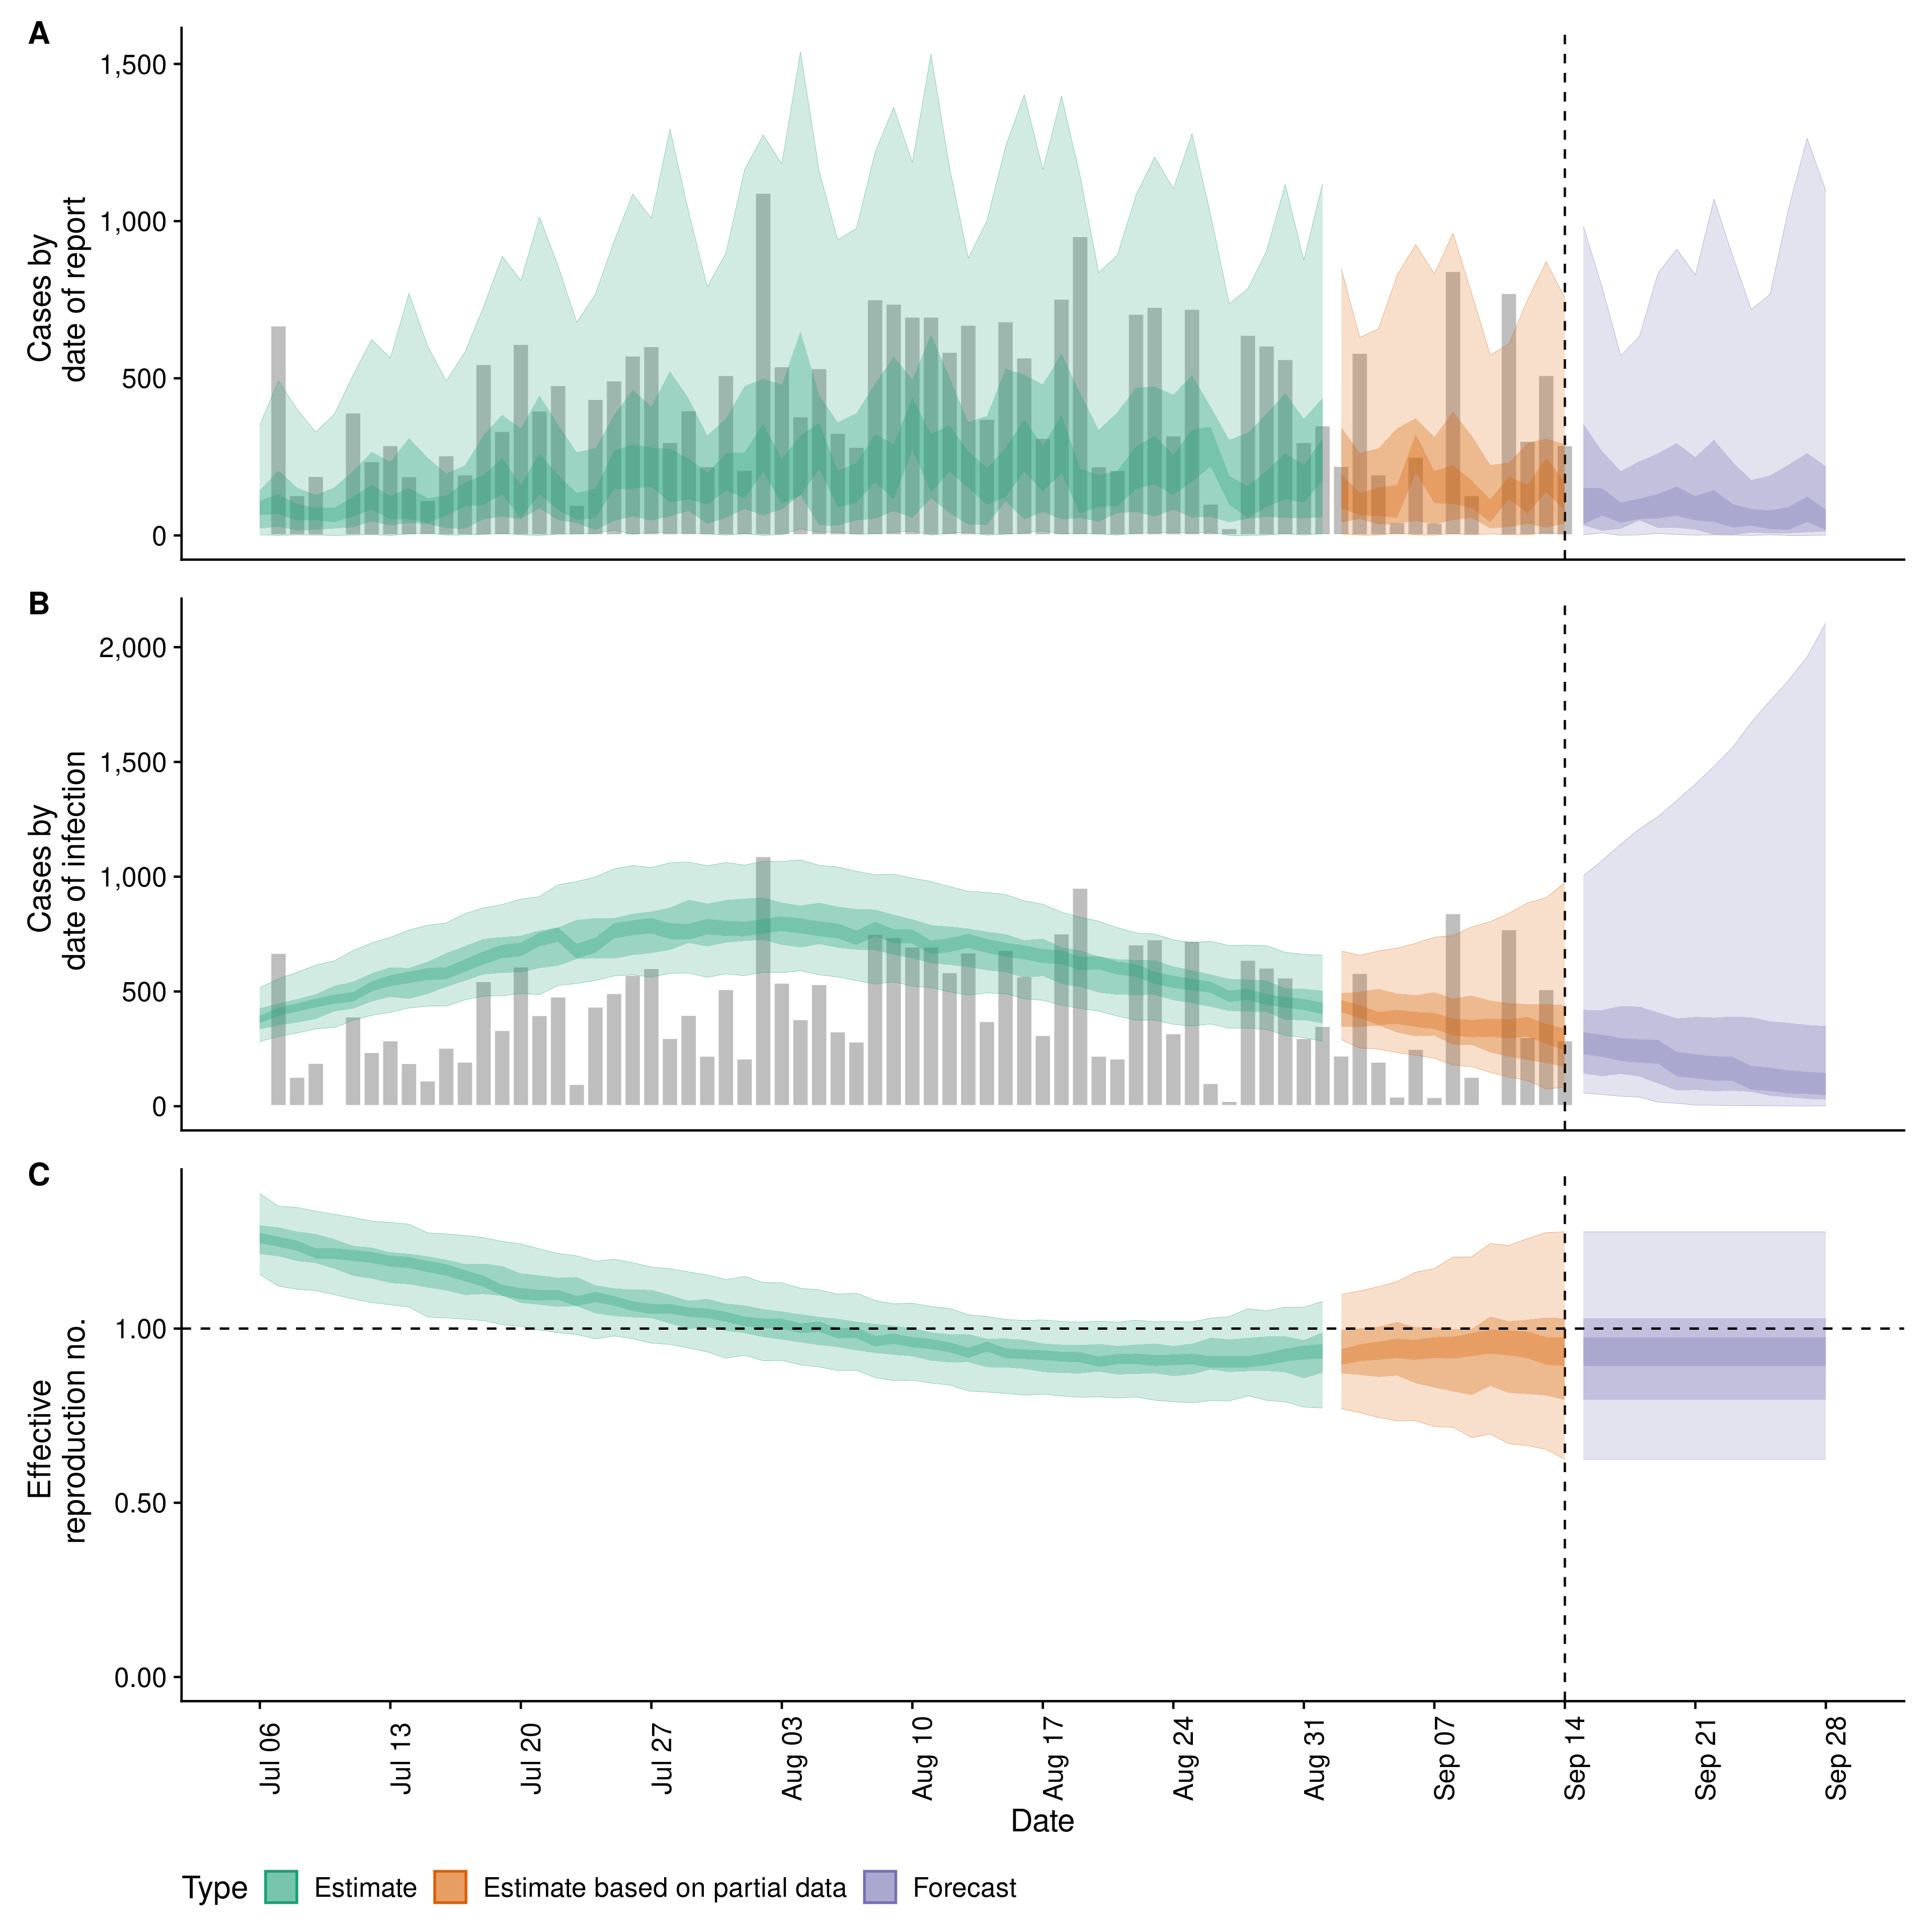 A
Cases by
date of report
1,500
1,000
500
0
B
Cases by
date of infection
2,000
1,500
1,000
500
0
C
Effective
reproduction no.
1.00
0.50
0.00
Jul 06
Jul 13
Jul 20
Jul 27
Aug 03
Aug 10
Aug 17
Aug 24
Aug 31
Sep 07
Sep 14
Sep 21
Sep 28
Date
Type Estimate Estimate based on partial data Forecast